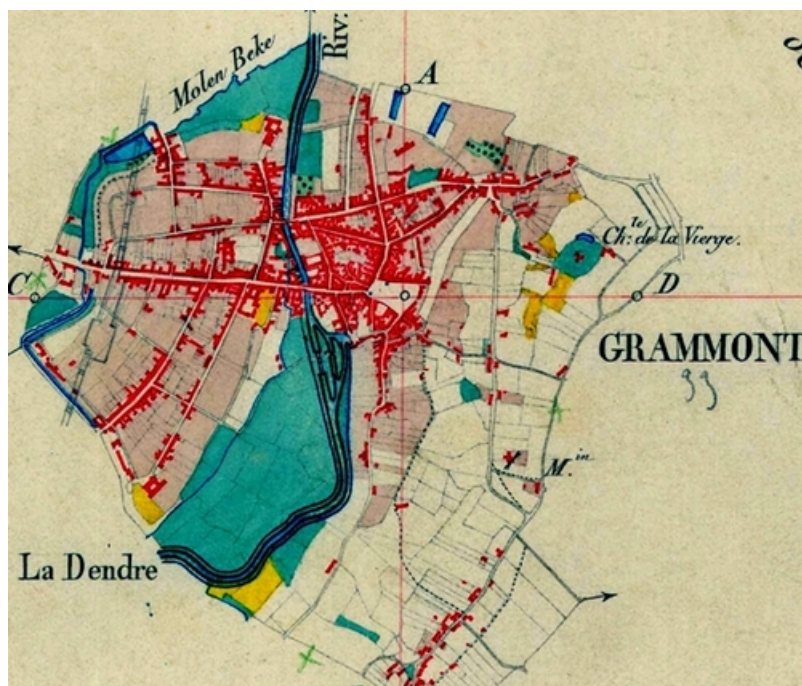 Riv:
Molen Beke
A
Ch: te de la Vierge.
C
D
GRAMMONT
99
M. in
La Dendre